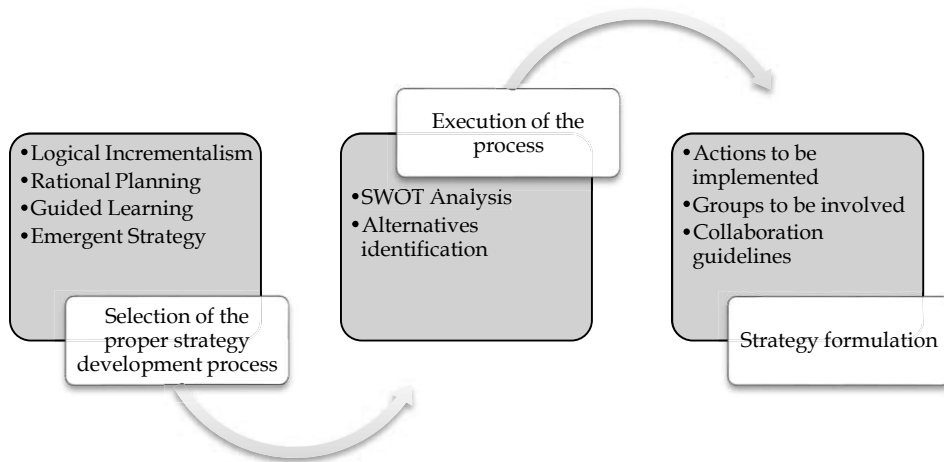 •Logical Incrementalism
•Rational Planning
•Guided Learning
•Emergent Strategy
Selection of the
proper strategy
development process
Execution of the
process
•SWOT Analysis
•Alternatives
identification
•Actions to be
implemented
•Groups to be involved
•Collaboration
guidelines
Strategy formulation